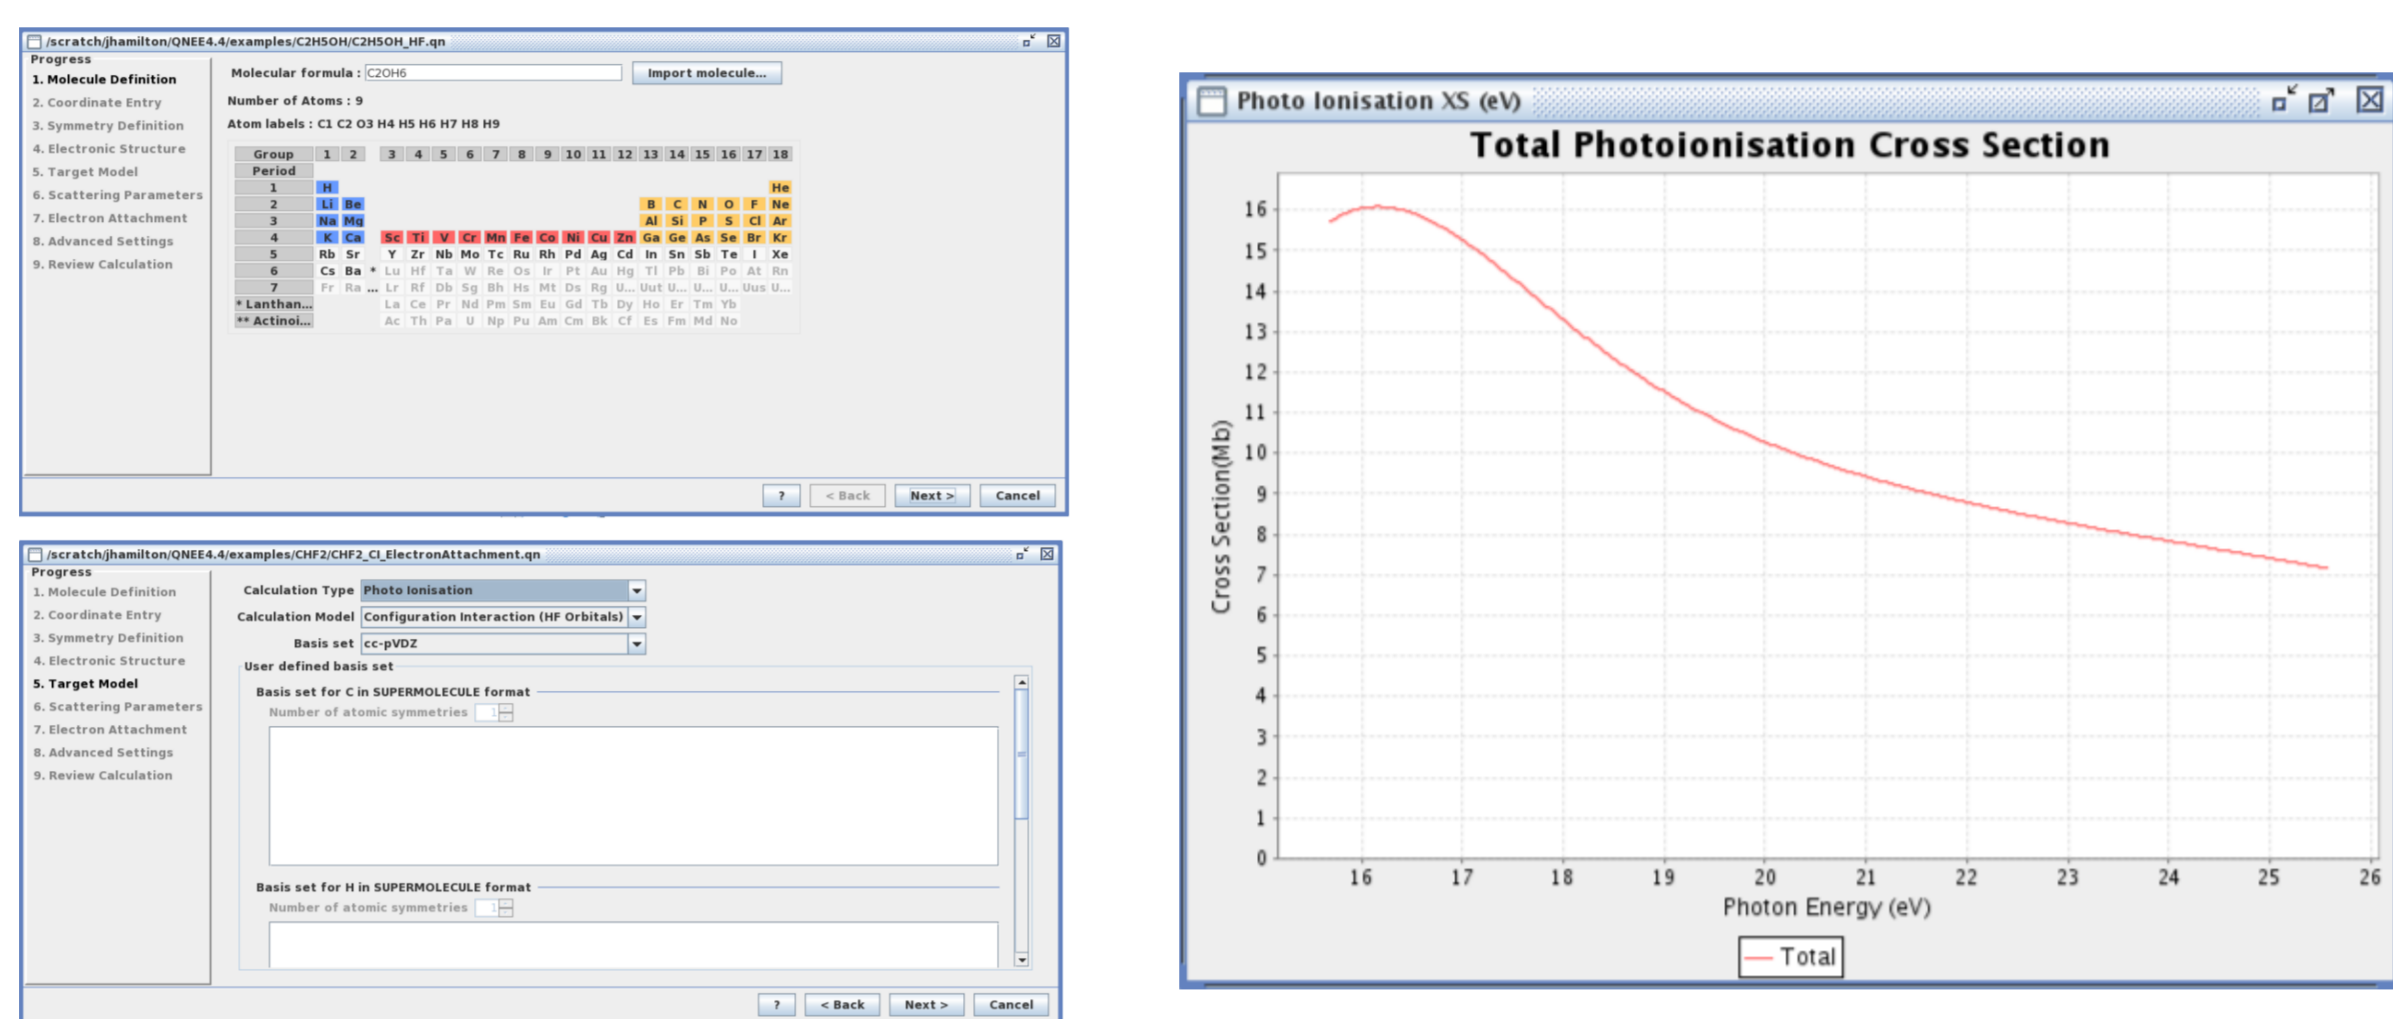 /scratch/jhamilton/QNEE4.4/examples/C2H5OH/C2H5OH_HF.qn
Progress
1. Molecule Definition
2. Coordinate Entry
3. Symmetry Definition
4. Electronic Structure
5. Target Model
6. Scattering Parameters
7. Electron Attachment
8. Advanced Settings
9. Review Calculation
Molecular formula : C2OH6 Import molecule...
Number of Atoms : 9
Atom labels : C1 C2 O3 H4 H5 H6 H7 H8 H9
Group 1 2 3 4 5 6 7 8 9 10 11 12 13 14 15 16 17 18
Period
1 H He
2 Li Be B C N O F Ne
3 Na Mg Al Si P S Cl Ar
4 K Ca Sc Ti V Cr Mn Fe Co Ni Cu Zn Ga Ge As Se Br Kr
5 Rb Sr Y Zr Nb Mo Tc Ru Rh Pd Ag Cd In Sn Sb Te I Xe
6 Cs Ba * Lu Hf Ta W Re Os Ir Pt Au Hg Tl Pb Bi Po At Rn
7 Fr Ra ... Lr Rf Db Sg Bh Hs Mt Ds Rg U... Uut U... U... U... Uus U...
* Lanthan... La Ce Pr Nd Pm Sm Eu Gd Tb Dy Ho Er Tm Yb
** Actinoi... Ac Th Pa U Np Pu Am Cm Bk Cf Es Fm Md No
? < Back Next > Cancel
/scratch/jhamilton/QNEE4.4/examples/CHF2/CHF2_CI_ElectronAttachment.qn
Progress
1. Molecule Definition
2. Coordinate Entry
3. Symmetry Definition
4. Electronic Structure
5. Target Model
6. Scattering Parameters
7. Electron Attachment
8. Advanced Settings
9. Review Calculation
Calculation Type Photo Ionisation
Calculation Model Configuration Interaction (HF Orbitals)
Basis set cc-pVDZ
User defined basis set
Basis set for C in SUPERMOLECULE format
Number of atomic symmetries 1
Basis set for H in SUPERMOLECULE format
Number of atomic symmetries 1
? < Back Next > Cancel
Photo Ionisation XS (eV)
Total Photoionisation Cross Section
Cross Section(Mb)
16
15
14
13
12
11
10
9
8
7
6
5
4
3
2
1
0
16 17 18 19 20 21 22 23 24 25 26
Photon Energy (eV)
Total